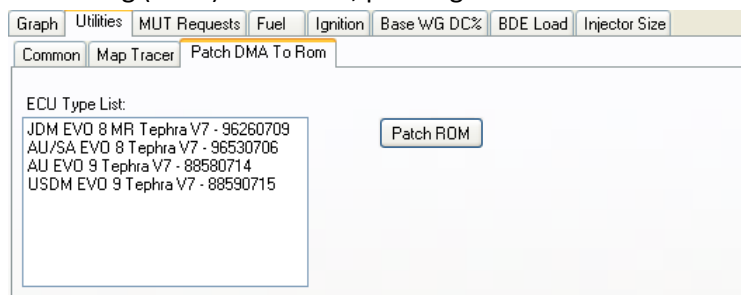 Graph Utilities MUT Requests Fuel Ignition Base WG DC% BDE Load Injector Size
Common Map Tracer Patch DMA To Rom
ECU Type List:
JDM EVO 8 MR Tephra V7 - 96260709
AU/SA EVO 8 Tephra V7 - 96530706
AU EVO 9 Tephra V7 - 88580714
USDM EVO 9 Tephra V7 - 88590715
Patch ROM